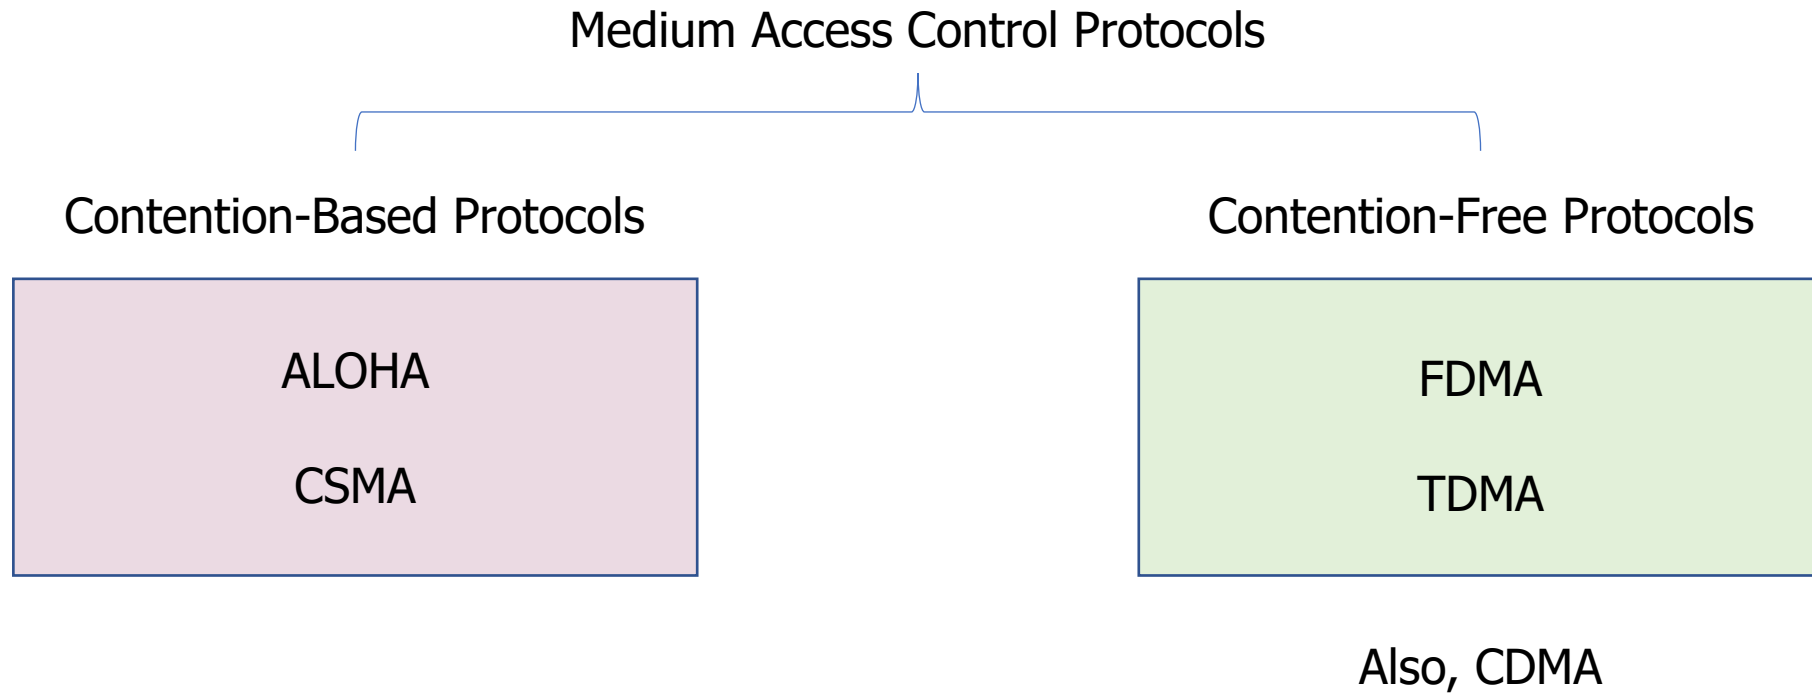 Medium Access Control Protocols
Contention-Based Protocols
ALOHA
CSMA
Contention-Free Protocols
FDMA
TDMA
Also, CDMA